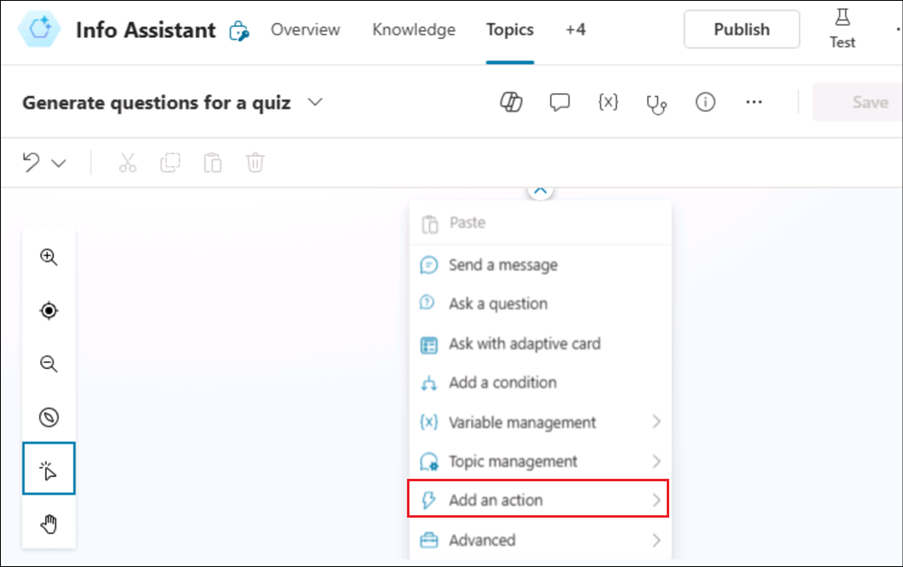 Info Assistant Overview Knowledge Topics +4 Publish Test
Generate questions for a quiz {x} Save
Paste
Send a message
Ask a question
Ask with adaptive card
Add a condition
{x} Variable management
Topic management
Add an action
Advanced